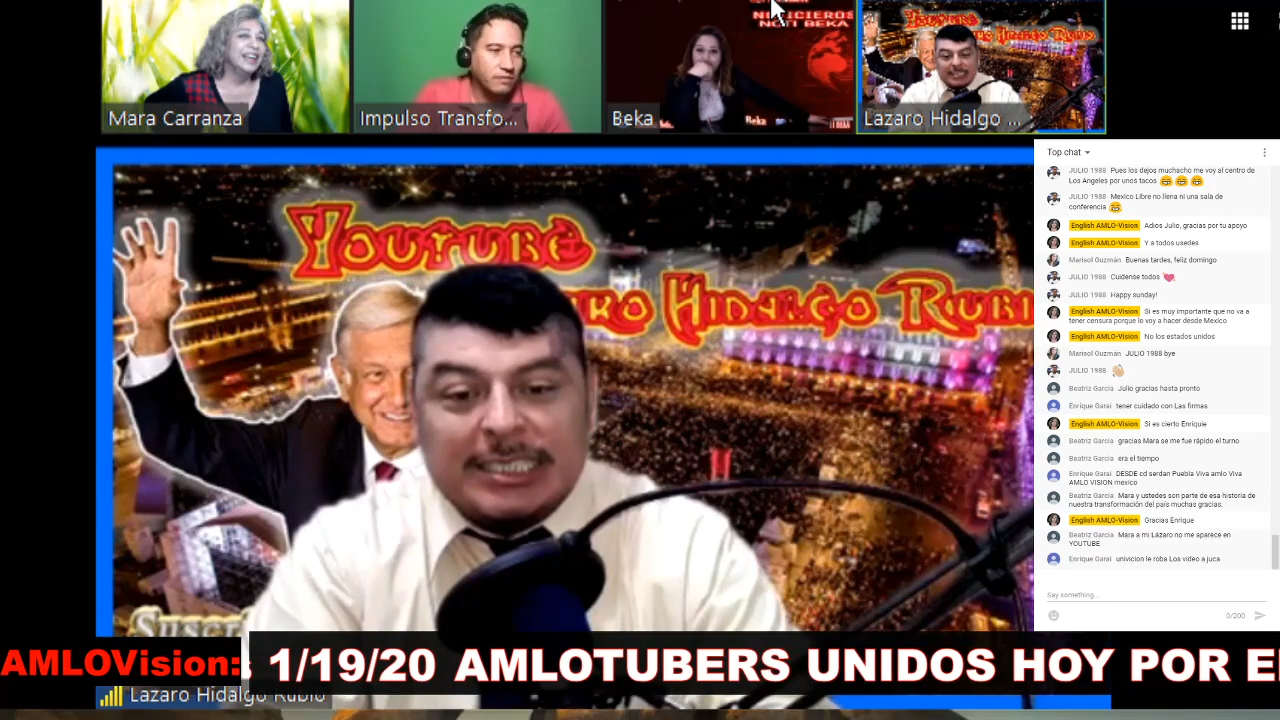 NOTI BEKA
Mara Carranza
Impulso Transfo...
Beka
Lazaro Hidalgo ...
Top chat
JULIO 1988 Pues los dejos muchacho me voy al centro de
Los Angeles por unos tacos 😂 😂 😂
JULIO 1988 Mexico Libre no llena ni una sala de
conferencia 😂
English AMLO-Vision Adios Julio, gracias por tu apoyo
English AMLO-Vision Y a todos usedes
Marisol Guzmán Buenas tardes, feliz domingo
JULIO 1988 Cuidense todos 💘
JULIO 1988 Happy sunday!
English AMLO-Vision Si es muy importante que no va a
tener censura porque lo voy a hacer desde Mexico
English AMLO-Vision No los estados unidos
Marisol Guzmán JULIO 1988 bye
JULIO 1988 👋🏼
Beatriz Garcia Julio gracias hasta pronto
Enrique Garai tener cuidado con Las firmas
English AMLO-Vision Si es cierto Enriquie
Beatriz Garcia gracias Mara se me fue rápido el turno
Beatriz Garcia era el tiempo
Enrique Garai DESDE cd serdan Puebla Viva amlo Viva
AMLO VISION mexico
Beatriz Garcia Mara y ustedes son parte de esa historia de
nuestra transformación del país muchas gracias.
English AMLO-Vision Gracias Enrique
Beatriz Garcia Mara a mi Lázaro no me aparece en
YOUTUBE
Enrique Garai univicion le roba Los video a juca
Say something...
0/200
Youtube
Hidalgo Rubi
Suscr
AMLOVision: 1/19/20 AMLOTUBERS UNIDOS HOY POR E
Lazaro Hidalgo Rubio